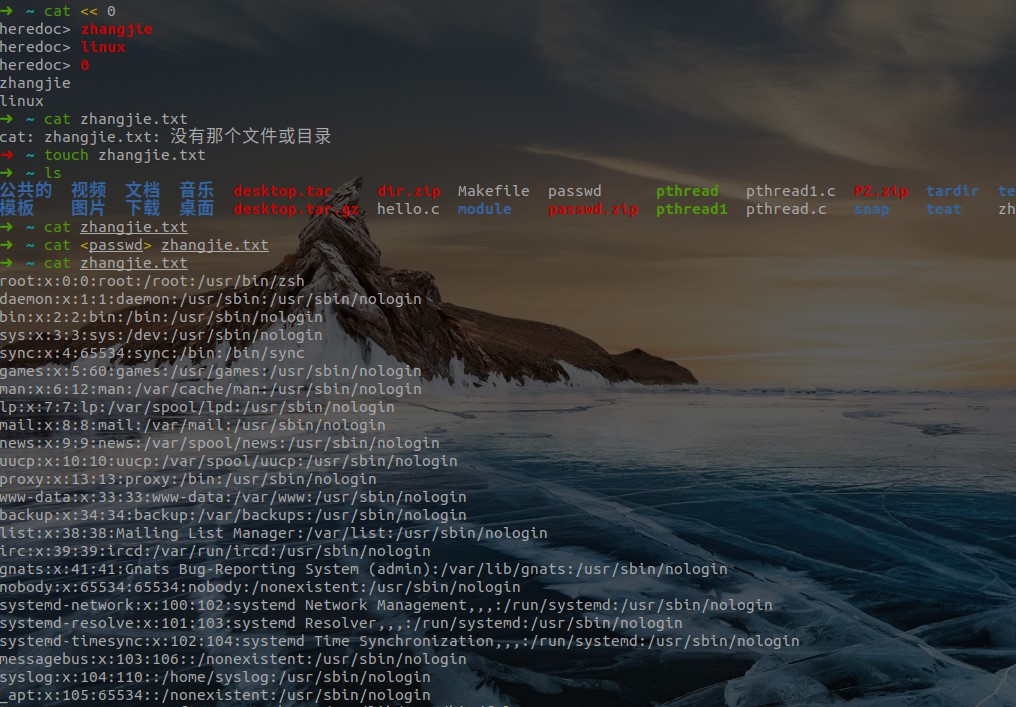 ➜ ~ cat << 0
heredoc> zhangjie
heredoc> linux
heredoc> 0
zhangjie
linux
➜ ~ cat zhangjie.txt
cat: zhangjie.txt: 没有那个文件或目录
➜ ~ touch zhangjie.txt
➜ ~ ls
公共的 视频 文档 音乐 desktop.tar dir.zip Makefile passwd pthread pthread1.c PZ.zip tardir te
模板 图片 下载 桌面 desktop.tar.gz hello.c module passwd.zip pthread1 pthread.c snap teat zh
➜ ~ cat zhangjie.txt
➜ ~ cat <passwd> zhangjie.txt
➜ ~ cat zhangjie.txt
root:x:0:0:root:/root:/usr/bin/zsh
daemon:x:1:1:daemon:/usr/sbin:/usr/sbin/nologin
bin:x:2:2:bin:/bin:/usr/sbin/nologin
sys:x:3:3:sys:/dev:/usr/sbin/nologin
sync:x:4:65534:sync:/bin:/bin/sync
games:x:5:60:games:/usr/games:/usr/sbin/nologin
man:x:6:12:man:/var/cache/man:/usr/sbin/nologin
lp:x:7:7:lp:/var/spool/lpd:/usr/sbin/nologin
mail:x:8:8:mail:/var/mail:/usr/sbin/nologin
news:x:9:9:news:/var/spool/news:/usr/sbin/nologin
uucp:x:10:10:uucp:/var/spool/uucp:/usr/sbin/nologin
proxy:x:13:13:proxy:/bin:/usr/sbin/nologin
www-data:x:33:33:www-data:/var/www:/usr/sbin/nologin
backup:x:34:34:backup:/var/backups:/usr/sbin/nologin
list:x:38:38:Mailing List Manager:/var/list:/usr/sbin/nologin
irc:x:39:39:ircd:/var/run/ircd:/usr/sbin/nologin
gnats:x:41:41:Gnats Bug-Reporting System (admin):/var/lib/gnats:/usr/sbin/nologin
nobody:x:65534:65534:nobody:/nonexistent:/usr/sbin/nologin
systemd-network:x:100:102:systemd Network Management,,,:/run/systemd:/usr/sbin/nologin
systemd-resolve:x:101:103:systemd Resolver,,,:/run/systemd:/usr/sbin/nologin
systemd-timesync:x:102:104:systemd Time Synchronization,,,:/run/systemd:/usr/sbin/nologin
messagebus:x:103:106::/nonexistent:/usr/sbin/nologin
syslog:x:104:110::/home/syslog:/usr/sbin/nologin
_apt:x:105:65534::/nonexistent:/usr/sbin/nologin